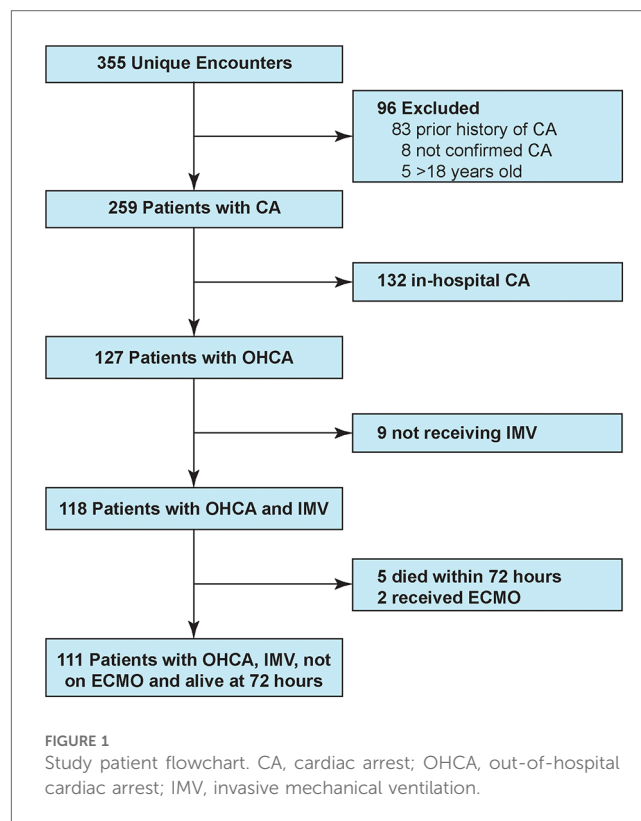 355 Unique Encounters
96 Excluded
83 prior history of CA
8 not confirmed CA
5 >18 years old
259 Patients with CA
132 in-hospital CA
127 Patients with OHCA
9 not receiving IMV
118 Patients with OHCA and IMV
5 died within 72 hours
2 received ECMO
111 Patients with OHCA, IMV, not
on ECMO and alive at 72 hours
FIGURE 1
Study patient flowchart. CA, cardiac arrest; OHCA, out-of-hospital
cardiac arrest; IMV, invasive mechanical ventilation.